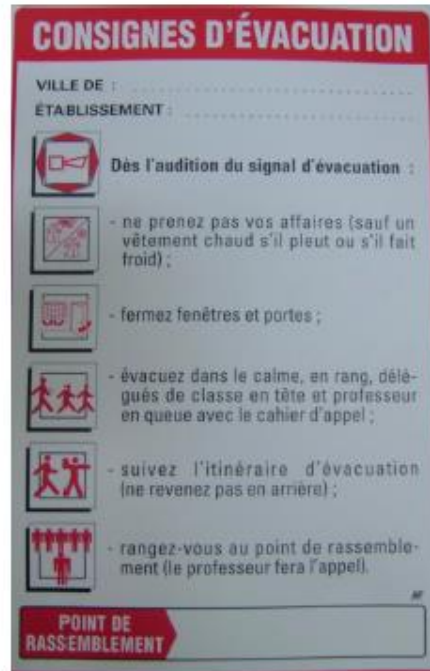 CONSIGNES D'ÉVACUATION
VILLE DE :
ÉTABLISSEMENT :
Dès l'audition du signal d'évacuation :
- ne prenez pas vos affaires (sauf un
vêtement chaud s'il pleut ou s'il fait
froid) ;
- fermez fenêtres et portes ;
- évacuez dans le calme, en rang, délé-
gués de classe en tête et professeur
en queue avec le cahier d'appel ;
- suivez l'itinéraire d'évacuation
(ne revenez pas en arrière) ;
- rangez-vous au point de rassemble-
ment (le professeur fera l'appel).
POINT DE
RASSEMBLEMENT